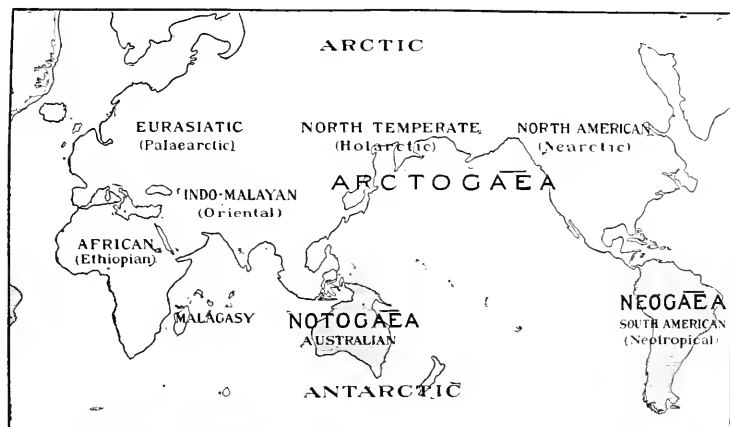 ARCTIC
EURASIATIC
(Palaearctic)
NORTH TEMPERATE
(Holarctic)
NORTH AMERICAN
(Nearctic)
ARCTOGAEA
INDO-MALAYAN
(Oriental)
AFRICAN
(Ethiopian)
MALAGASY
NOTOGAEA
AUSTRALIAN
NEOGAEA
SOUTH AMERICAN
(Neotropical)
ANTARCTIC